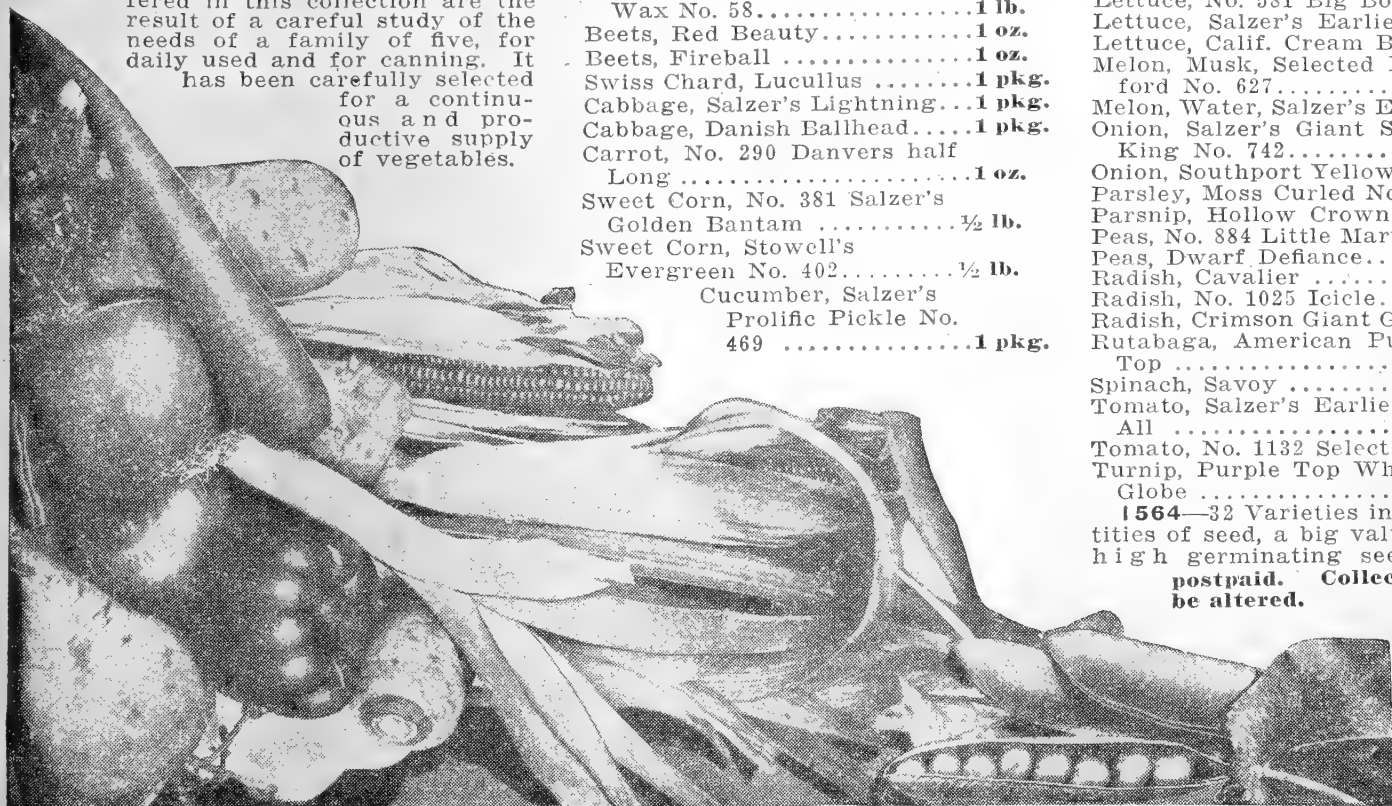 in this collection are the
result of a careful study of the
needs of a family of five, for
daily used and for canning. It
has been carefully selected
for a continu-
ous and pro-
ductive supply
of vegetables.
Wax No. 58.................1 lb.
Beets, Red Beauty............1 oz.
Beets, Fireball ...............1 oz.
Swiss Chard, Lucullus ........1 pkg.
Cabbage, Salzer's Lightning...1 pkg.
Cabbage, Danish Ballhead.....1 pkg.
Carrot, No. 290 Danvers half
Long .......................1 oz.
Sweet Corn, No. 381 Salzer's
Golden Bantam ...........½ lb.
Sweet Corn, Stowell's
Evergreen No. 402.........½ lb.
Cucumber, Salzer's
Prolific Pickle No.
469 ...............1 pkg.
Lettuce, No. 531 Big
Lettuce, Salzer's
Lettuce, Calif. Cream
Melon, Musk, Selected
ford No. 627...........
Melon, Water, Salzer's
Onion, Salzer's Giant
King No. 742.........
Onion, Southport Yellow
Parsley, Moss Curled
Parsnip, Hollow Crown
Peas, No. 884 Little
Peas, Dwarf Defiance..
Radish, Cavalier .......
Radish, No. 1025 Icicle.
Radish, Crimson Giant
Rutabaga, American
Top ..................
Spinach, Savoy ........
Tomato, Salzer's
All ..................
Tomato, No. 1132 Select
Turnip, Purple Top
Globe ................
1564—32 Varieties in
tities of seed, a big
high germinating
postpaid.
be altered.